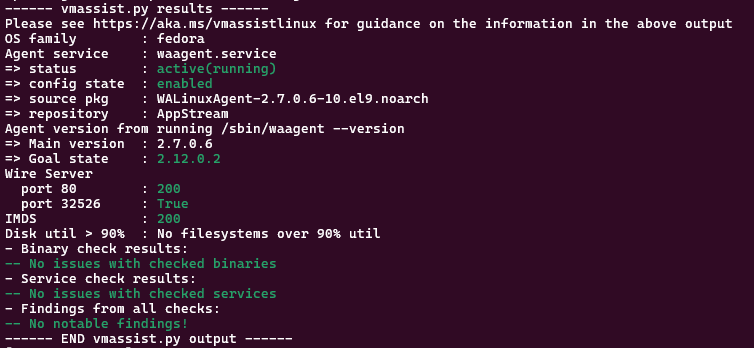 ------ vmassist.py results ------
Please see https://aka.ms/vmassistlinux for guidance on the information in the above output
OS family        : fedora
Agent service    : waagent.service
=> status        : active(running)
=> config state  : enabled
=> source pkg    : WALinuxAgent-2.7.0.6-10.el9.noarch
=> repository    : AppStream
Agent version from running /sbin/waagent --version
=> Main version  : 2.7.0.6
=> Goal state    : 2.12.0.2
Wire Server
  port 80        : 200
  port 32526     : True
IMDS             : 200
Disk util > 90%  : No filesystems over 90% util
- Binary check results:
-- No issues with checked binaries
- Service check results:
-- No issues with checked services
- Findings from all checks:
-- No notable findings!
------ END vmassist.py output ------